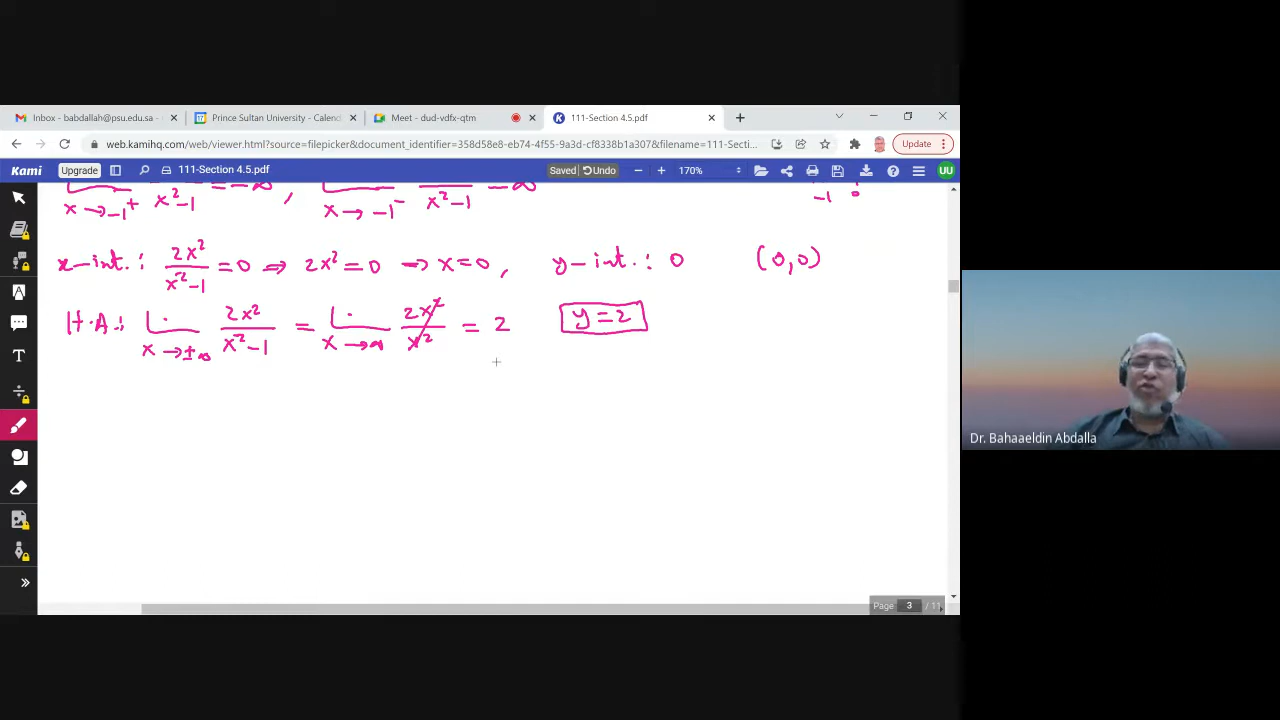 Inbox - babdallah@psu.edu.sa -
Prince Sultan University - Calend
Meet - dud-vdfx-qtm
111-Section 4.5.pdf
web.kamihq.com/web/viewer.html?source=filepicker&document_identifier=358d58e8-eb74-4f55-9a3d-cf8338b1a307&filename=111-Secti...
Update
Kami Upgrade 111-Section 4.5.pdf Saved Undo 170% UU
x → -1⁺ x²-1 = -∞ , x → -1⁻ x²-1 = ∞ -1
x-int. : 2x²/(x²-1) = 0 ⇒ 2x² = 0 → x = 0, y-int. : 0 (0,0)
H.A : Li. x → ±∞ 2x²/(x²-1) = Li. x → ∞ 2x²/x² = 2 y = 2
Dr. Bahaaeldin Abdalla
Page 3 / 11